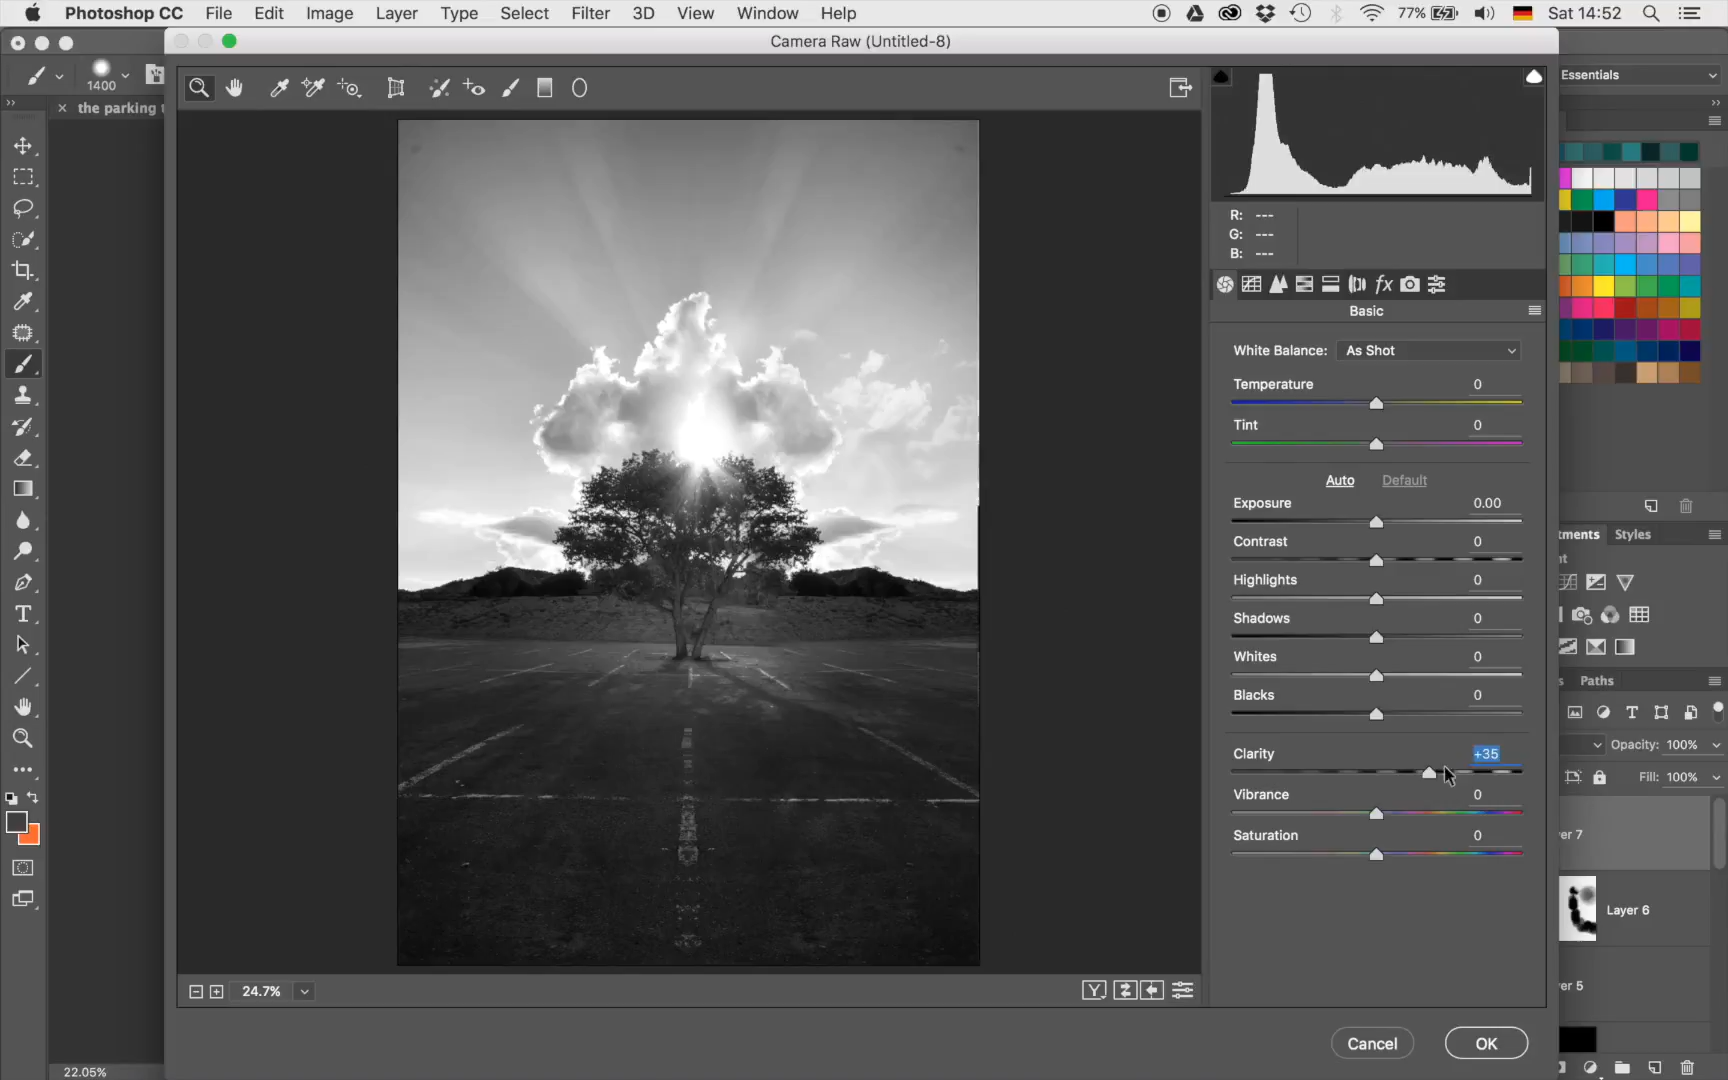 Photoshop CC File Edit Image Layer Type Select Filter 3D View Window Help 77% Sat 14:52
Camera Raw (Untitled-8)
1400
Essentials
the parking
R: ---
G: ---
B: ---
fx
Basic
White Balance: As Shot
Temperature 0
Tint 0
Auto Default
Exposure 0.00
Contrast 0
Highlights 0
Shadows 0
Whites 0
Blacks 0
Clarity +35
Vibrance 0
Saturation 0
tments Styles
nt
s Paths
Opacity: 100%
Fill: 100%
er 7
Layer 6
er 5
24.7%
Y
Cancel OK
22.05%